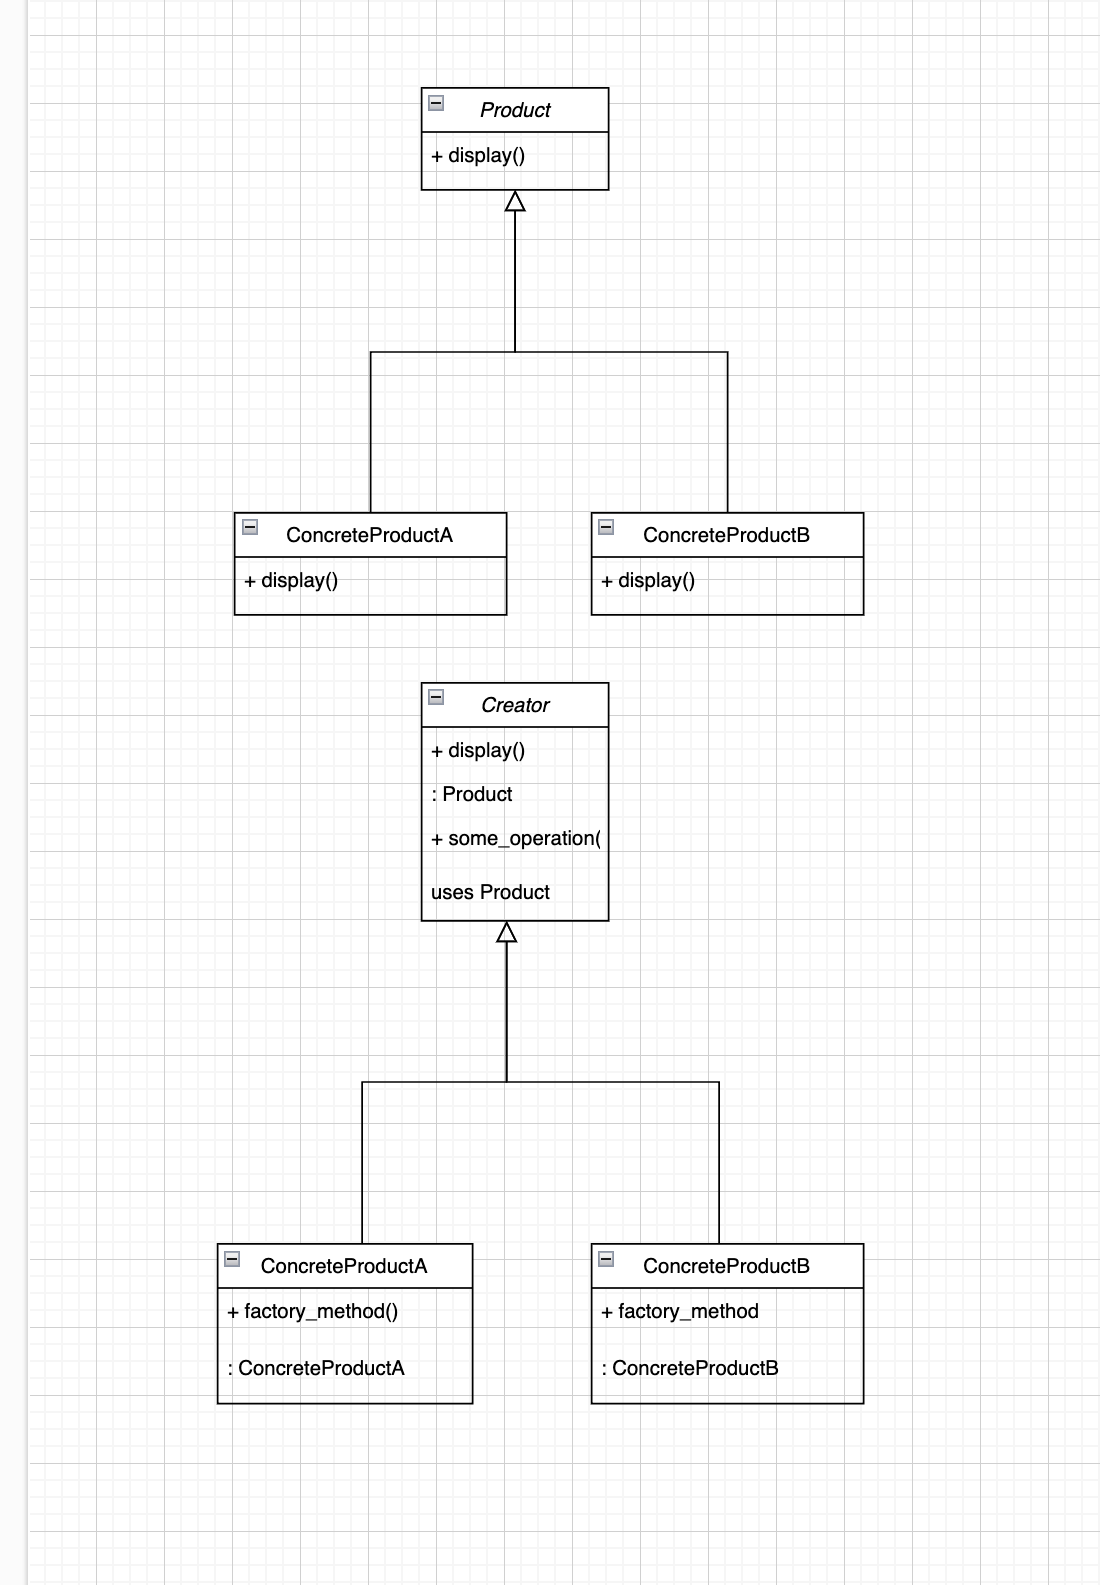 Product
+ display()
ConcreteProductA
+ display()
ConcreteProductB
+ display()
Creator
+ display()
: Product
+ some_operation(
uses Product
ConcreteProductA
+ factory_method()
: ConcreteProductA
ConcreteProductB
+ factory_method
: ConcreteProductB